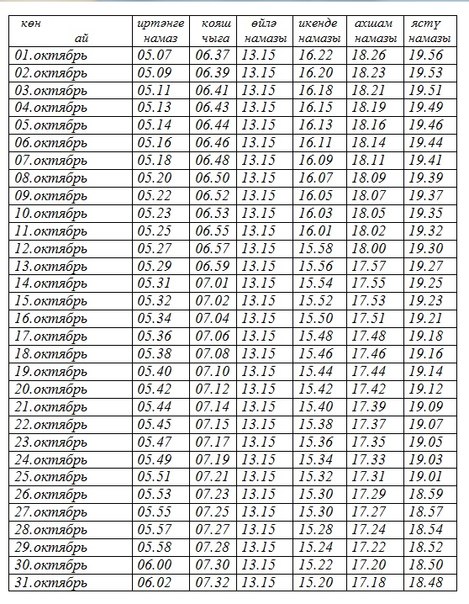 көн иртәнге кояш өйлә икенде ахшам ясту
ай намаз чыга намазы намазы намазы намазы
01.октябрь 05.07 06.37 13.15 16.22 18.26 19.56
02.октябрь 05.09 06.39 13.15 16.20 18.23 19.53
03.октябрь 05.11 06.41 13.15 16.18 18.21 19.51
04.октябрь 05.13 06.43 13.15 16.15 18.19 19.49
05.октябрь 05.14 06.44 13.15 16.13 18.16 19.46
06.октябрь 05.16 06.46 13.15 16.11 18.14 19.44
07.октябрь 05.18 06.48 13.15 16.09 18.11 19.41
08.октябрь 05.20 06.50 13.15 16.07 18.09 19.39
09.октябрь 05.22 06.52 13.15 16.05 18.07 19.37
10.октябрь 05.23 06.53 13.15 16.03 18.05 19.35
11.октябрь 05.25 06.55 13.15 16.01 18.02 19.32
12.октябрь 05.27 06.57 13.15 15.58 18.00 19.30
13.октябрь 05.29 06.59 13.15 15.56 17.57 19.27
14.октябрь 05.31 07.01 13.15 15.54 17.55 19.25
15.октябрь 05.32 07.02 13.15 15.52 17.53 19.23
16.октябрь 05.34 07.04 13.15 15.50 17.51 19.21
17.октябрь 05.36 07.06 13.15 15.48 17.48 19.18
18.октябрь 05.38 07.08 13.15 15.46 17.46 19.16
19.октябрь 05.40 07.10 13.15 15.44 17.44 19.14
20.октябрь 05.42 07.12 13.15 15.42 17.42 19.12
21.октябрь 05.44 07.14 13.15 15.40 17.39 19.09
22.октябрь 05.45 07.15 13.15 15.38 17.37 19.07
23.октябрь 05.47 07.17 13.15 15.36 17.35 19.05
24.октябрь 05.49 07.19 13.15 15.34 17.33 19.03
25.октябрь 05.51 07.21 13.15 15.32 17.31 19.01
26.октябрь 05.53 07.23 13.15 15.30 17.29 18.59
27.октябрь 05.55 07.25 13.15 15.30 17.27 18.57
28.октябрь 05.57 07.27 13.15 15.28 17.24 18.54
29.октябрь 05.58 07.28 13.15 15.24 17.22 18.52
30.октябрь 06.00 07.30 13.15 15.22 17.20 18.50
31.октябрь 06.02 07.32 13.15 15.20 17.18 18.48